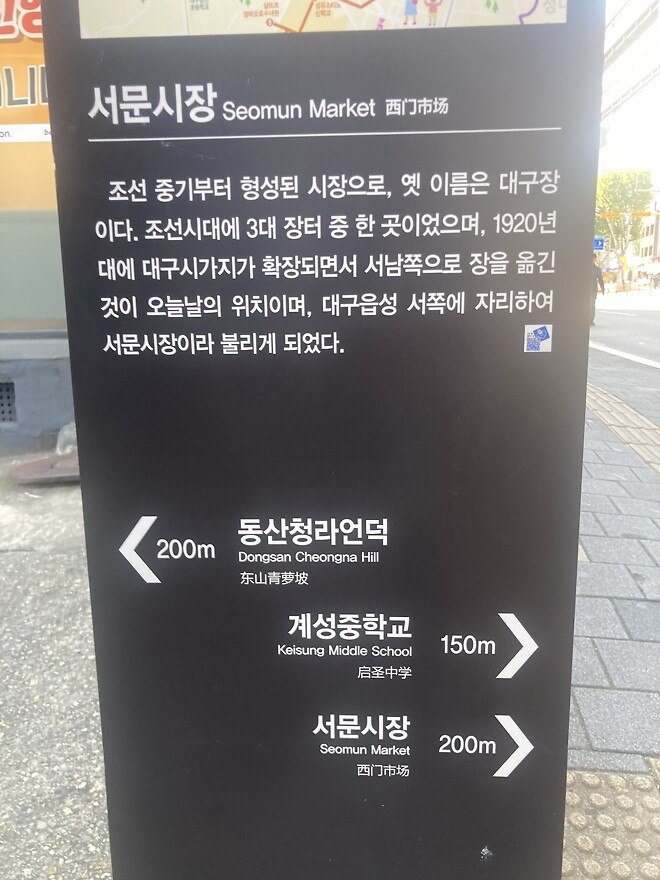 서문시장 Seomun Market 西门市场
조선 중기부터 형성된 시장으로, 옛 이름은 대구장
이다. 조선시대에 3대 장터 중 한 곳이었으며, 1920년
대에 대구시가지가 확장되면서 서남쪽으로 장을 옮긴
것이 오늘날의 위치이며, 대구읍성 서쪽에 자리하여
서문시장이라 불리게 되었다.
200m
동산청라언덕
Dongsan Cheongna Hill
东山青萝坡
계성중학교
Keisung Middle School
启圣中学
150m
서문시장
Seomun Market
西门市场
200m